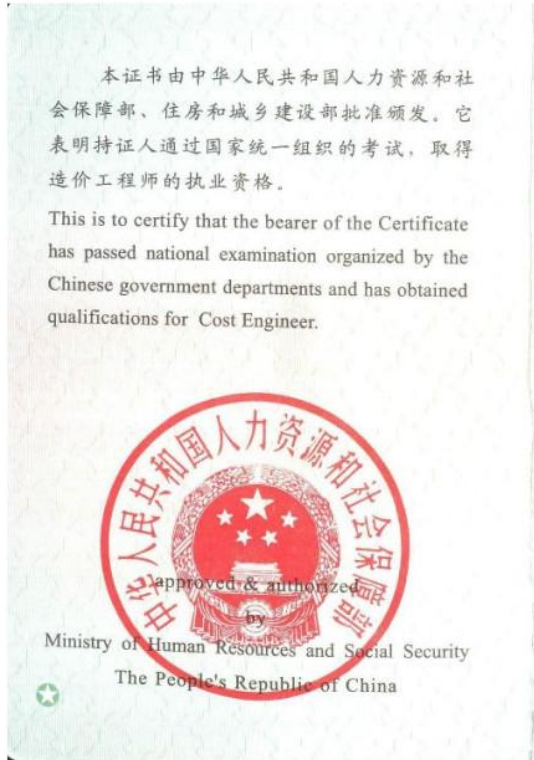 本证书由中华人民共和国人力资源和社
会保障部、住房和城乡建设部批准颁发。它
表明持证人通过国家统一组织的考试，取得
造价工程师的执业资格。
This is to certify that the bearer of the Certificate
has passed national examination organized by the
Chinese government departments and has obtained
qualifications for Cost Engineer.
中华人民共和国人力资源和社会保障部
approved & authorized
by
Ministry of Human Resources and Social Security
The People's Republic of China